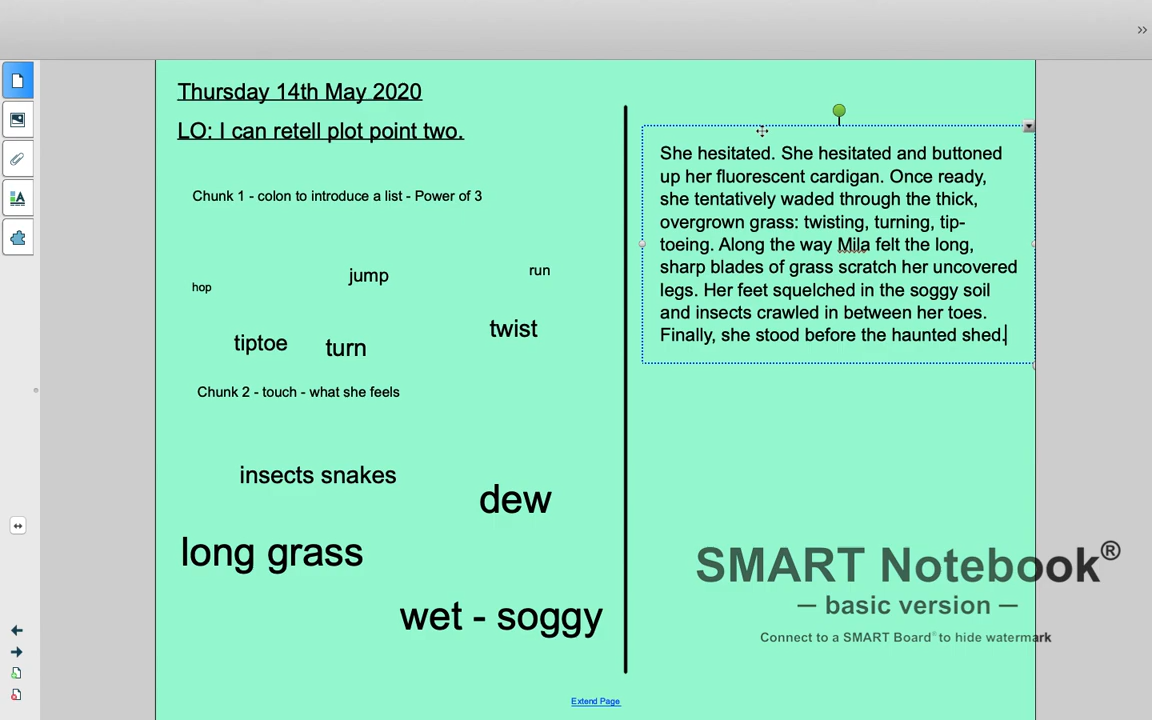 Thursday 14th May 2020
LO: I can retell plot point two.
Chunk 1 - colon to introduce a list - Power of 3
hop
jump
run
tiptoe
turn
twist
Chunk 2 - touch - what she feels
insects snakes
dew
long grass
wet - soggy
She hesitated. She hesitated and buttoned
up her fluorescent cardigan. Once ready,
she tentatively waded through the thick,
overgrown grass: twisting, turning, tip-
toeing. Along the way Mila felt the long,
sharp blades of grass scratch her uncovered
legs. Her feet squelched in the soggy soil
and insects crawled in between her toes.
Finally, she stood before the haunted shed.
SMART Notebook®
— basic version —
Connect to a SMART Board® to hide watermark
Extend Page